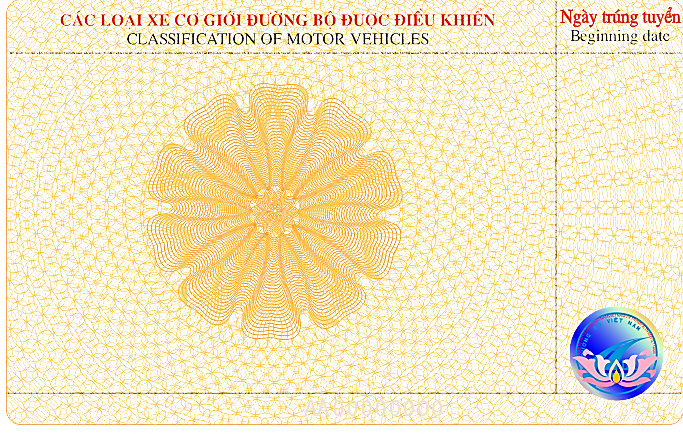 CÁC LOẠI XE CƠ GIỚI ĐƯỜNG BỘ ĐƯỢC ĐIỀU KHIỂN
CLASSIFICATION OF MOTOR VEHICLES
Ngày trúng tuyển
Beginning date
VIỆT NAM